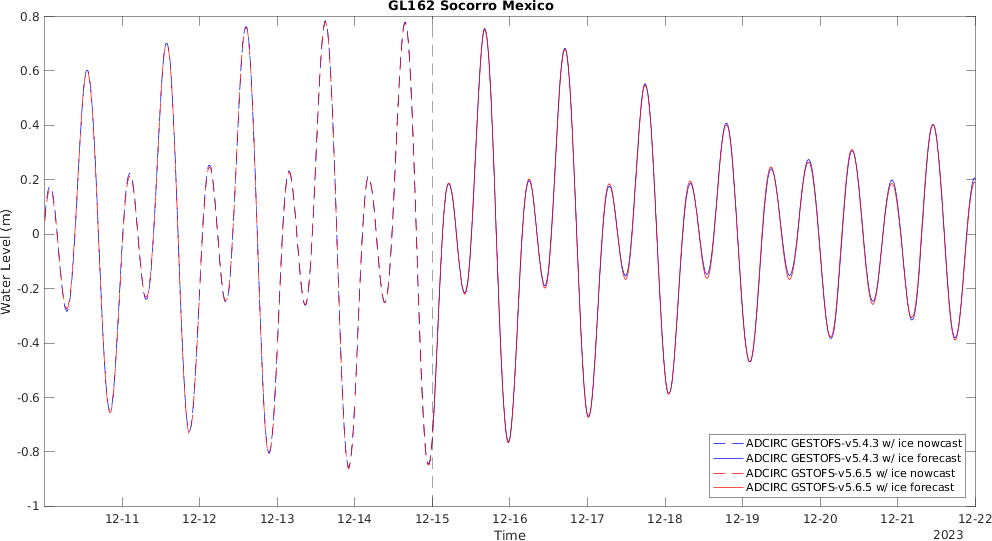 GL162 Socorro Mexico
0.8
0.6
0.4
0.2
0
-0.2
-0.4
-0.6
-0.8
-1
Water Level (m)
ADCIRC GESTOFS-v5.4.3 w/ ice nowcast
ADCIRC GESTOFS-v5.4.3 w/ ice forecast
ADCIRC GSTOFS-v5.6.5 w/ ice nowcast
ADCIRC GSTOFS-v5.6.5 w/ ice forecast
12-11 12-12 12-13 12-14 12-15 12-16 12-17 12-18 12-19 12-20 12-21 12-22
Time
2023